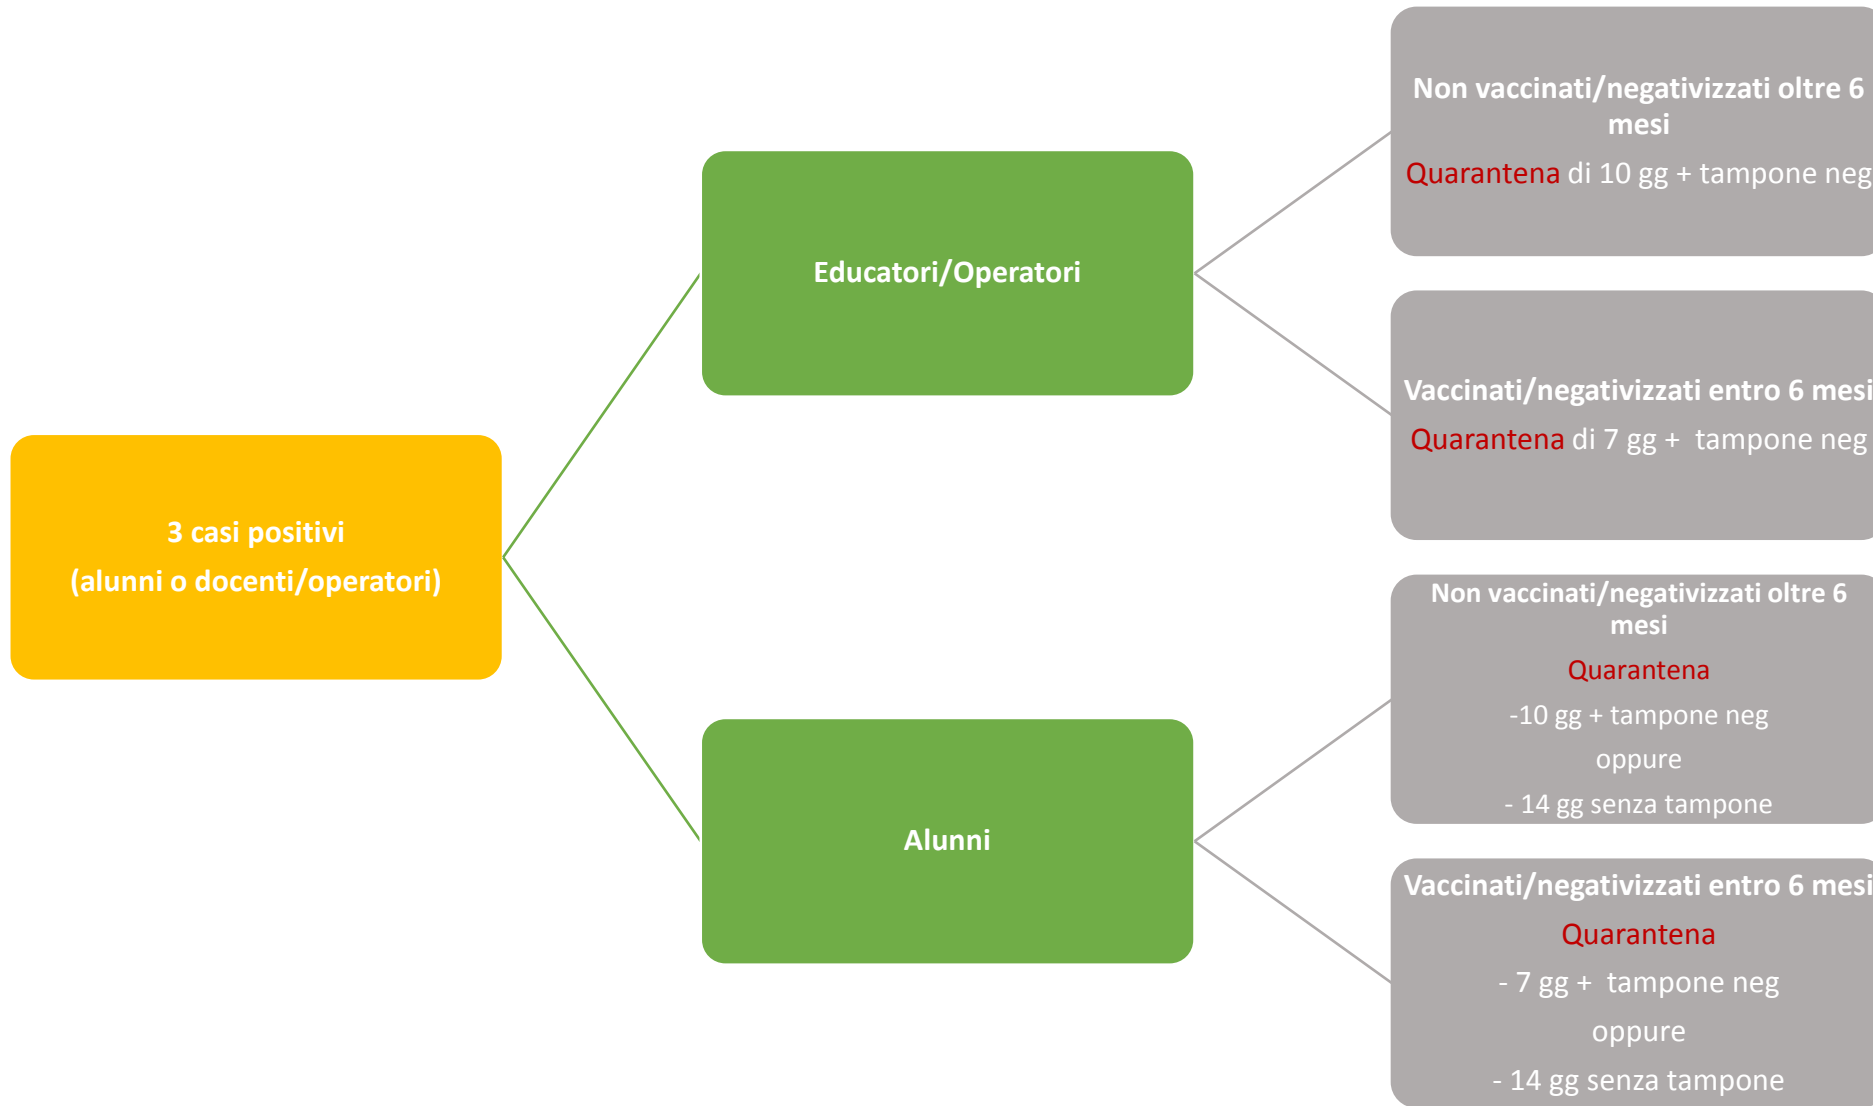 3 casi positivi
(alunni o docenti/operatori)
Educatori/Operatori
Non vaccinati/negativizzati oltre 6
mesi
Quarantena di 10 gg + tampone neg
Vaccinati/negativizzati entro 6 mesi
Quarantena di 7 gg +  tampone neg
Alunni
Non vaccinati/negativizzati oltre 6
mesi
Quarantena
-10 gg + tampone neg
oppure
- 14 gg senza tampone
Vaccinati/negativizzati entro 6 mesi
Quarantena
- 7 gg +  tampone neg
oppure
- 14 gg senza tampone